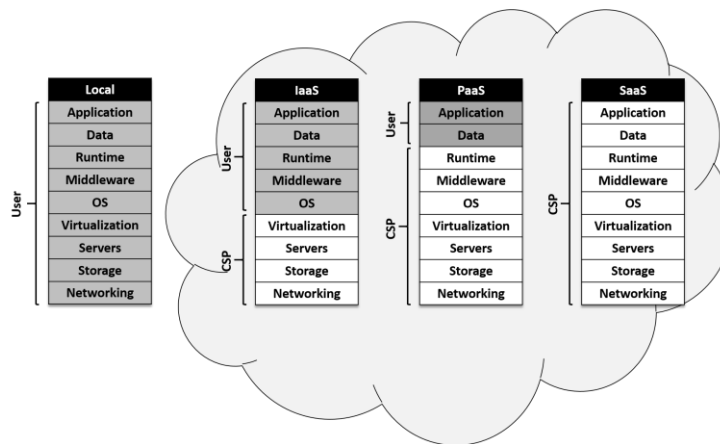 Local
Application
Data
Runtime
Middleware
OS
Virtualization
Servers
Storage
Networking
User
IaaS
Application
Data
Runtime
Middleware
OS
Virtualization
Servers
Storage
Networking
User
CSP
PaaS
Application
Data
Runtime
Middleware
OS
Virtualization
Servers
Storage
Networking
User
CSP
SaaS
Application
Data
Runtime
Middleware
OS
Virtualization
Servers
Storage
Networking
CSP